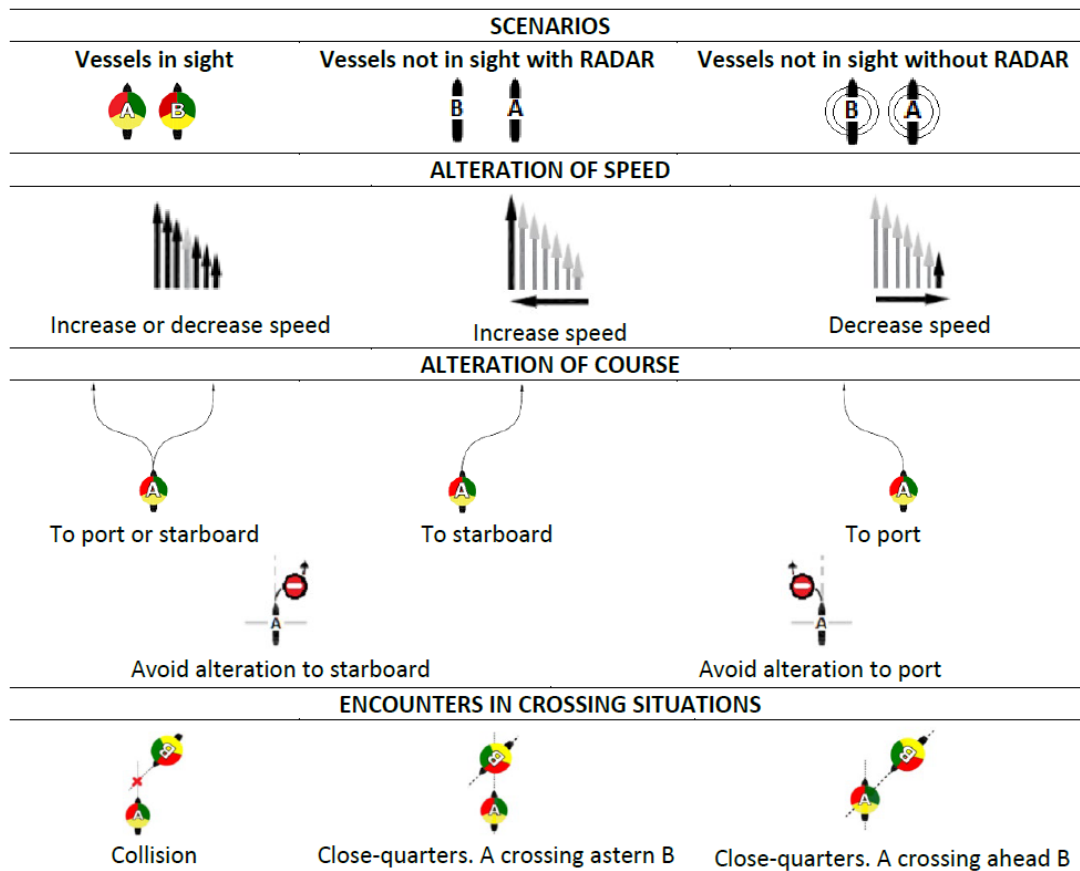 SCENARIOS
Vessels in sight
Vessels not in sight with RADAR
Vessels not in sight without RADAR
A B
B A
B A
ALTERATION OF SPEED
Increase or decrease speed
Increase speed
Decrease speed
ALTERATION OF COURSE
A
A
A
To port or starboard
To starboard
To port
A
A
Avoid alteration to starboard
Avoid alteration to port
ENCOUNTERS IN CROSSING SITUATIONS
B
A
B
A
B
A
Collision
Close-quarters. A crossing astern B
Close-quarters. A crossing ahead B